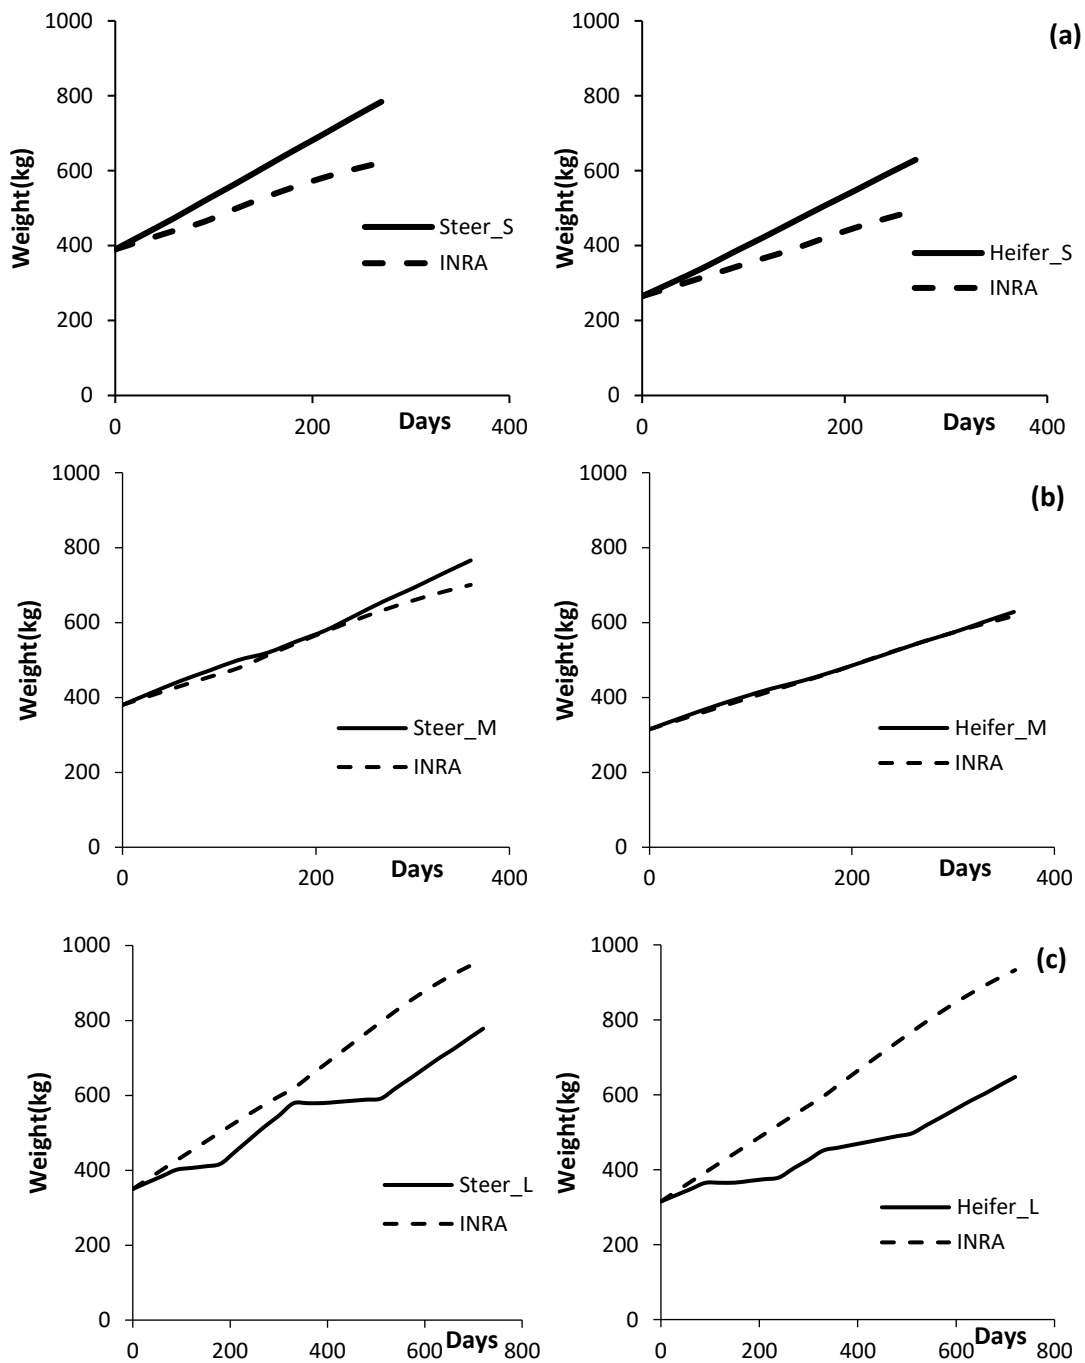 (a)
1000
800
600
400
200
0
Weight(kg)
0
200
400
Days
Steer_S
INRA
1000
800
600
400
200
0
Weight(kg)
0
200
400
Days
Heifer_S
INRA
(b)
1000
800
600
400
200
0
Weight(kg)
0
200
400
Days
Steer_M
INRA
1000
800
600
400
200
0
Weight(kg)
0
200
400
Days
Heifer_M
INRA
(c)
1000
800
600
400
200
0
Weight(kg)
0
200
400
600
800
Days
Steer_L
INRA
1000
800
600
400
200
0
Weight(kg)
0
200
400
600
800
Days
Heifer_L
INRA